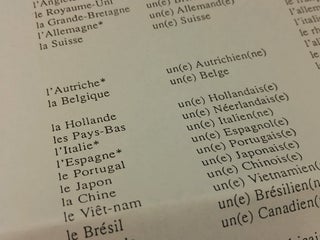 le Royaume-Uni
la Grande-Bretagne
l'Allemagne* un(e) Allemand(e)
la Suisse un(e) Suisse
l'Autriche* un(e) Autrichien(ne)
la Belgique un(e) Belge
la Hollande un(e) Hollandais(e)
les Pays-Bas un(e) Néerlandais(e)
l'Italie* un(e) Italien(ne)
l'Espagne* un(e) Espagnol(e)
le Portugal un(e) Portugais(e)
le Japon un(e) Japonais(e)
la Chine un(e) Chinois(e)
le Viêt-nam un(e) Vietnamien(
le Brésil un(e) Brésilien(n
un(e) Canadien(